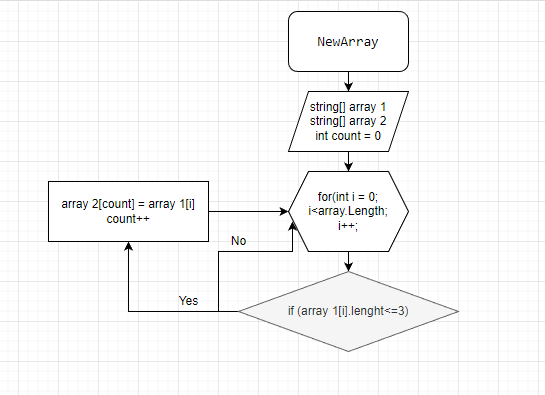 NewArray
string[] array 1
string[] array 2
int count = 0
for(int i = 0;
i<array.Length;
i++;
array 2[count] = array 1[i]
count++
No
Yes
if (array 1[i].lenght<=3)